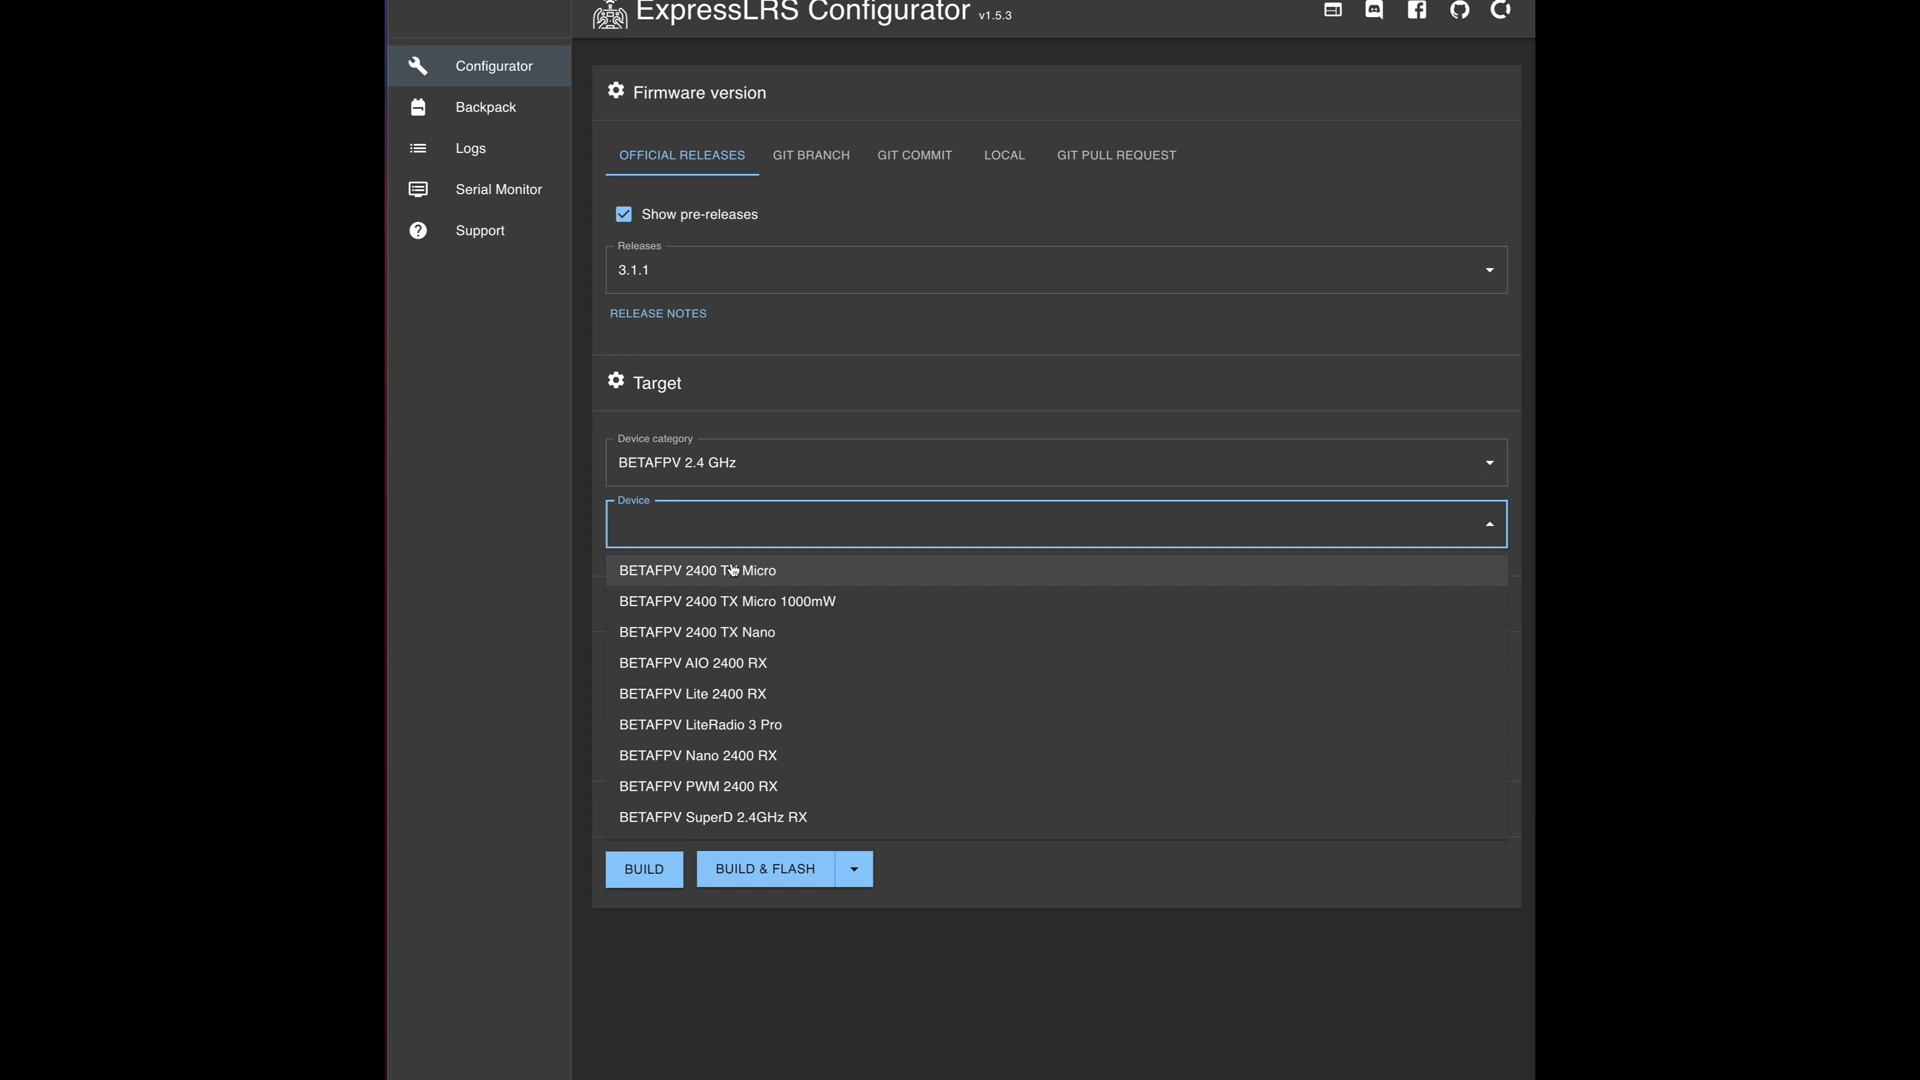 ExpressLRS Configurator v1.5.3
Configurator
Backpack
Logs
Serial Monitor
Support
Firmware version
OFFICIAL RELEASES GIT BRANCH GIT COMMIT LOCAL GIT PULL REQUEST
Show pre-releases
Releases
3.1.1
RELEASE NOTES
Target
Device category
BETAFPV 2.4 GHz
Device
BETAFPV 2400 TX Micro
BETAFPV 2400 TX Micro 1000mW
BETAFPV 2400 TX Nano
BETAFPV AIO 2400 RX
BETAFPV Lite 2400 RX
BETAFPV LiteRadio 3 Pro
BETAFPV Nano 2400 RX
BETAFPV PWM 2400 RX
BETAFPV SuperD 2.4GHz RX
BUILD BUILD & FLASH